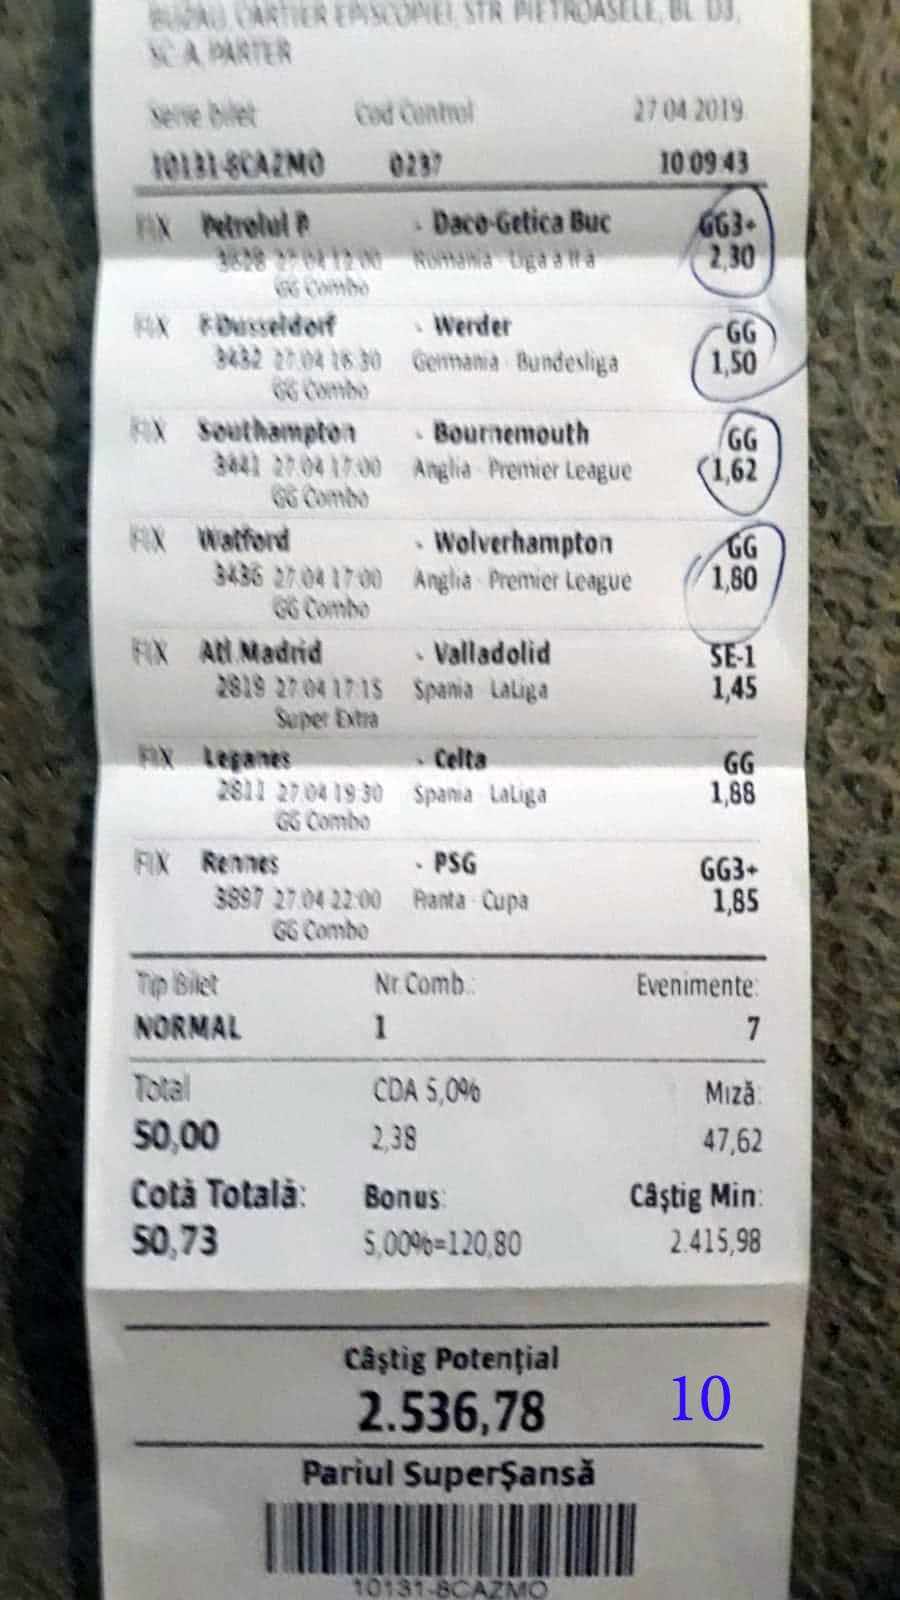 BUZAU, CARTIER EPISCOPIEI, STR. PIETROASELE, BL. D3,
SC. A, PARTER
Serie bilet Cod Control 27.04.2019
10131-8CAZMO 0237 10:09:43
FIX Petrolul P. - Daco-Getica Buc GG3+
3828 27.04 12:00 Romania - Liga a II a 2,30
GG Combo
FIX F.Dusseldorf - Werder GG
3432 27.04 16:30 Germania - Bundesliga 1,50
GG Combo
FIX Southampton - Bournemouth GG
3441 27.04 17:00 Anglia - Premier League 1,62
GG Combo
FIX Watford - Wolverhampton GG
3436 27.04 17:00 Anglia - Premier League 1,80
GG Combo
FIX Atl.Madrid - Valladolid SE-1
2819 27.04 17:15 Spania - LaLiga 1,45
Super Extra
FIX Leganes - Celta GG
2811 27.04 19:30 Spania - LaLiga 1,88
GG Combo
FIX Rennes - PSG GG3+
3897 27.04 22:00 Franta - Cupa 1,85
GG Combo
Tip Bilet Nr.Comb.: Evenimente:
NORMAL 1 7
Total CDA 5,0% Miză:
50,00 2,38 47,62
Cotă Totală: Bonus: Câştig Min:
50,73 5,00%=120,80 2.415,98
Câştig Potenţial
2.536,78 10
Pariul SuperŞansă
10131-8CAZMO